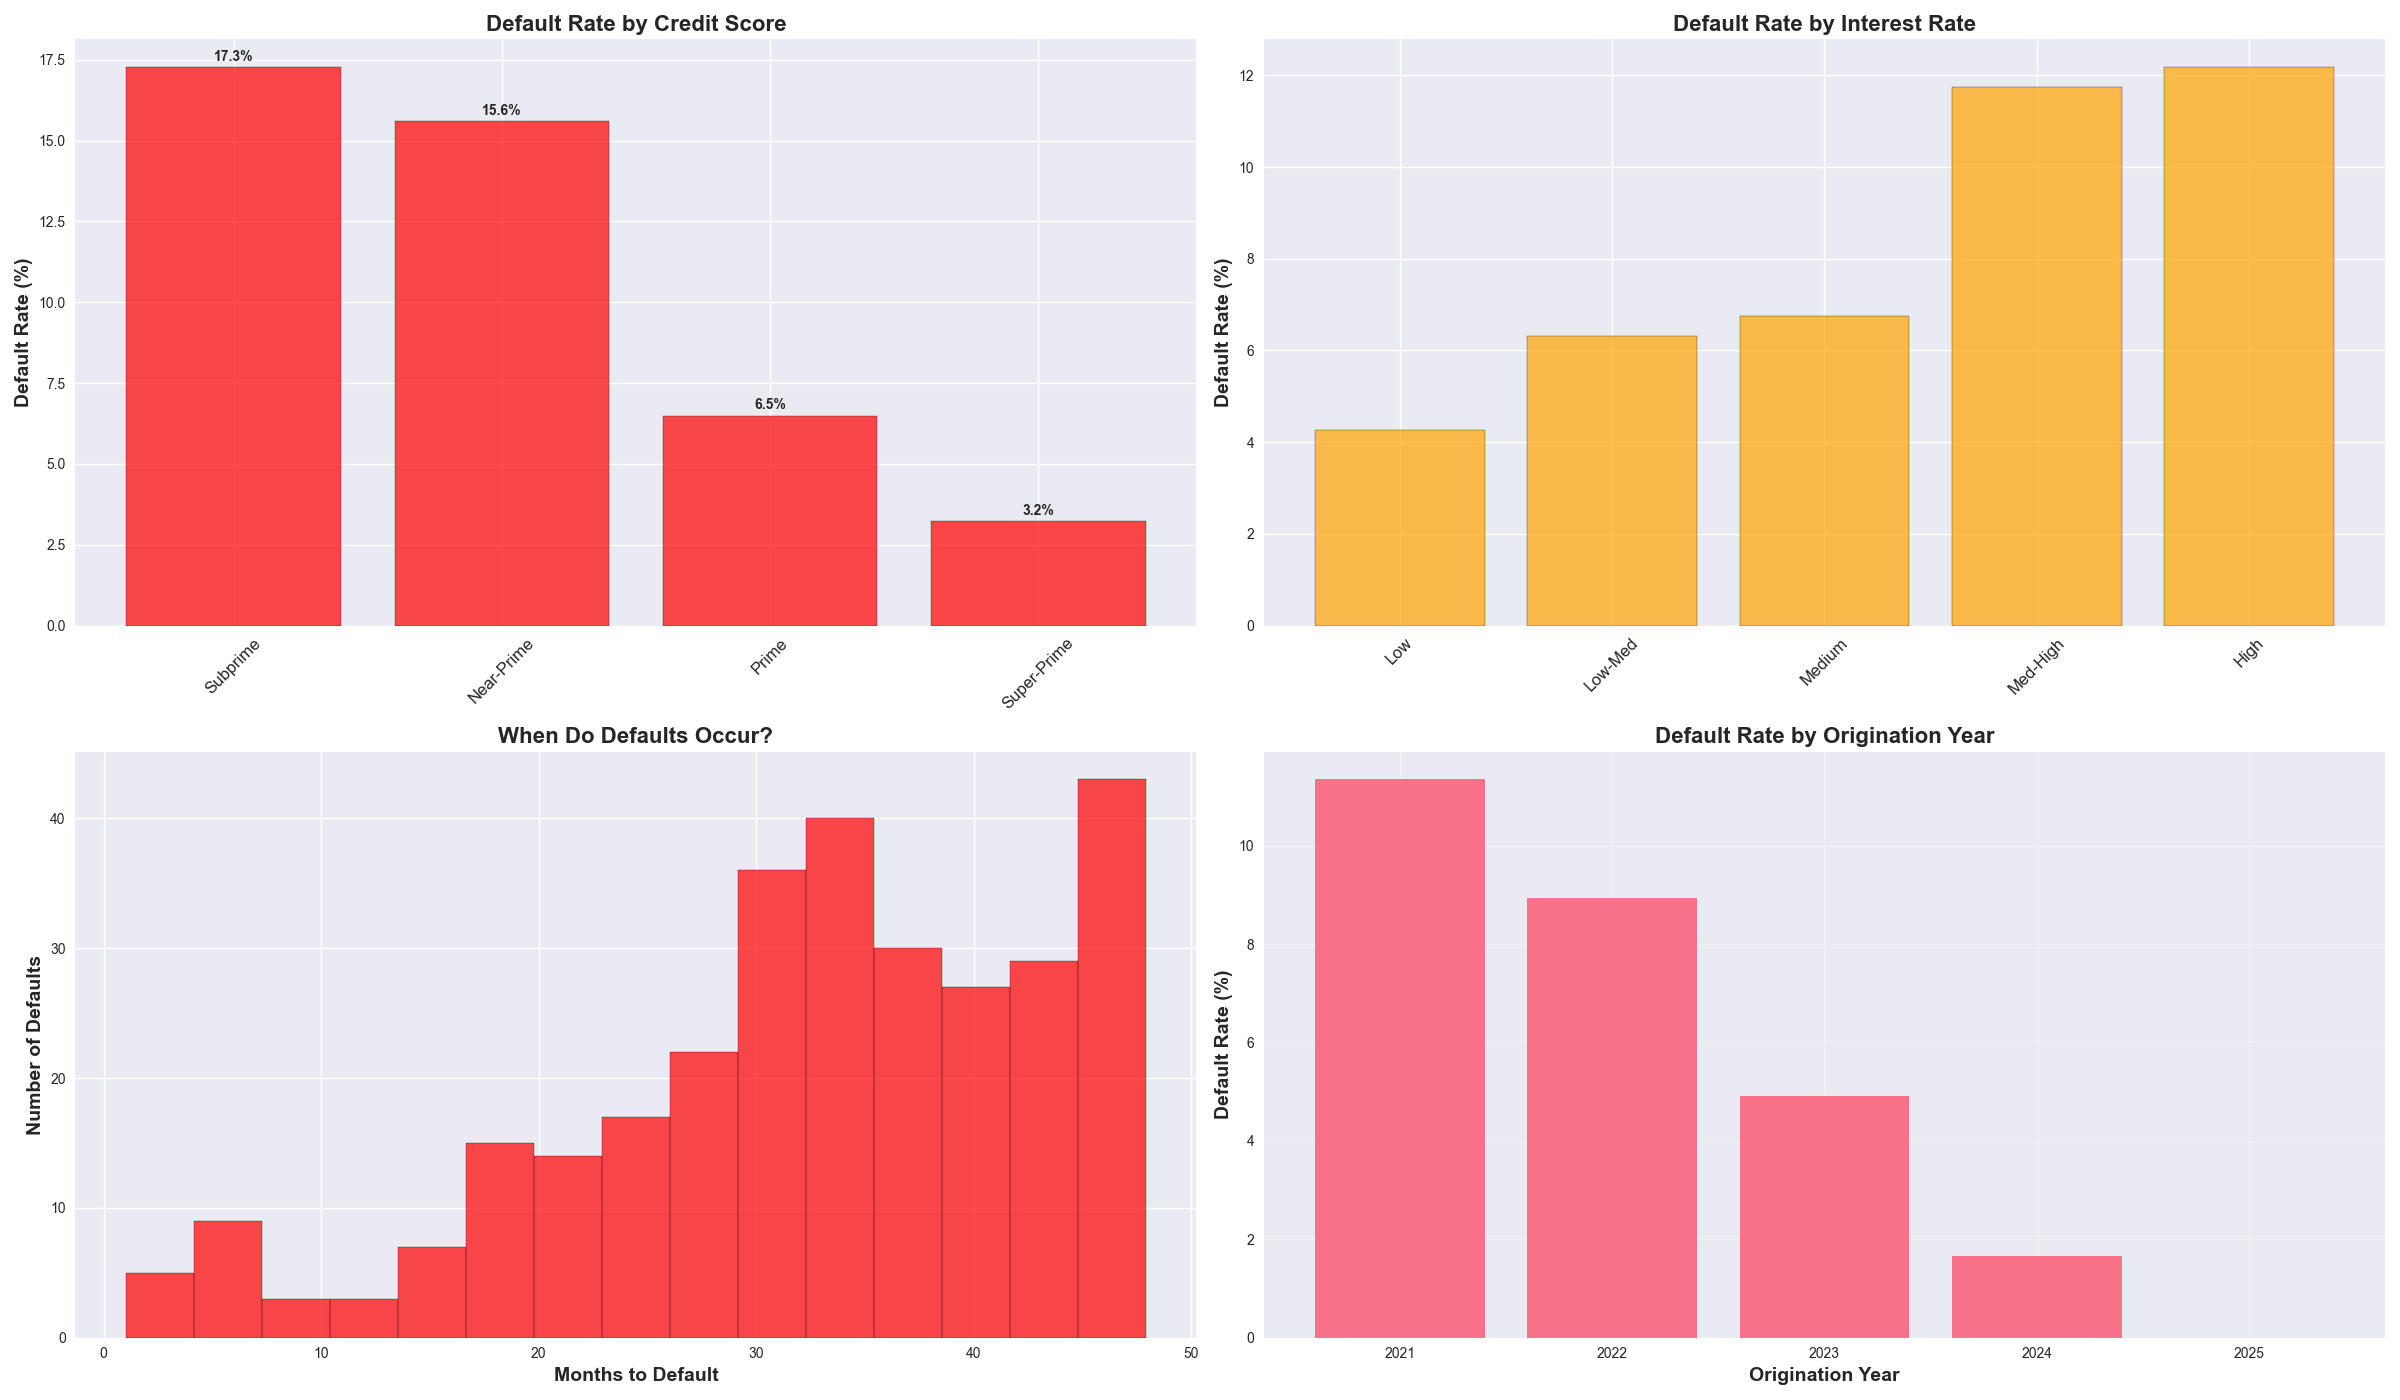 Default Rate by Credit Score
Default Rate (%)
17.5
15.0
12.5
10.0
7.5
5.0
2.5
0.0
17.3%
15.6%
6.5%
3.2%
Subprime
Near-Prime
Prime
Super-Prime
Default Rate by Interest Rate
Default Rate (%)
12
10
8
6
4
2
0
Low
Low-Med
Medium
Med-High
High
When Do Defaults Occur?
Number of Defaults
40
30
20
10
0
0
10
20
30
40
50
Months to Default
Default Rate by Origination Year
Default Rate (%)
10
8
6
4
2
0
2021
2022
2023
2024
2025
Origination Year